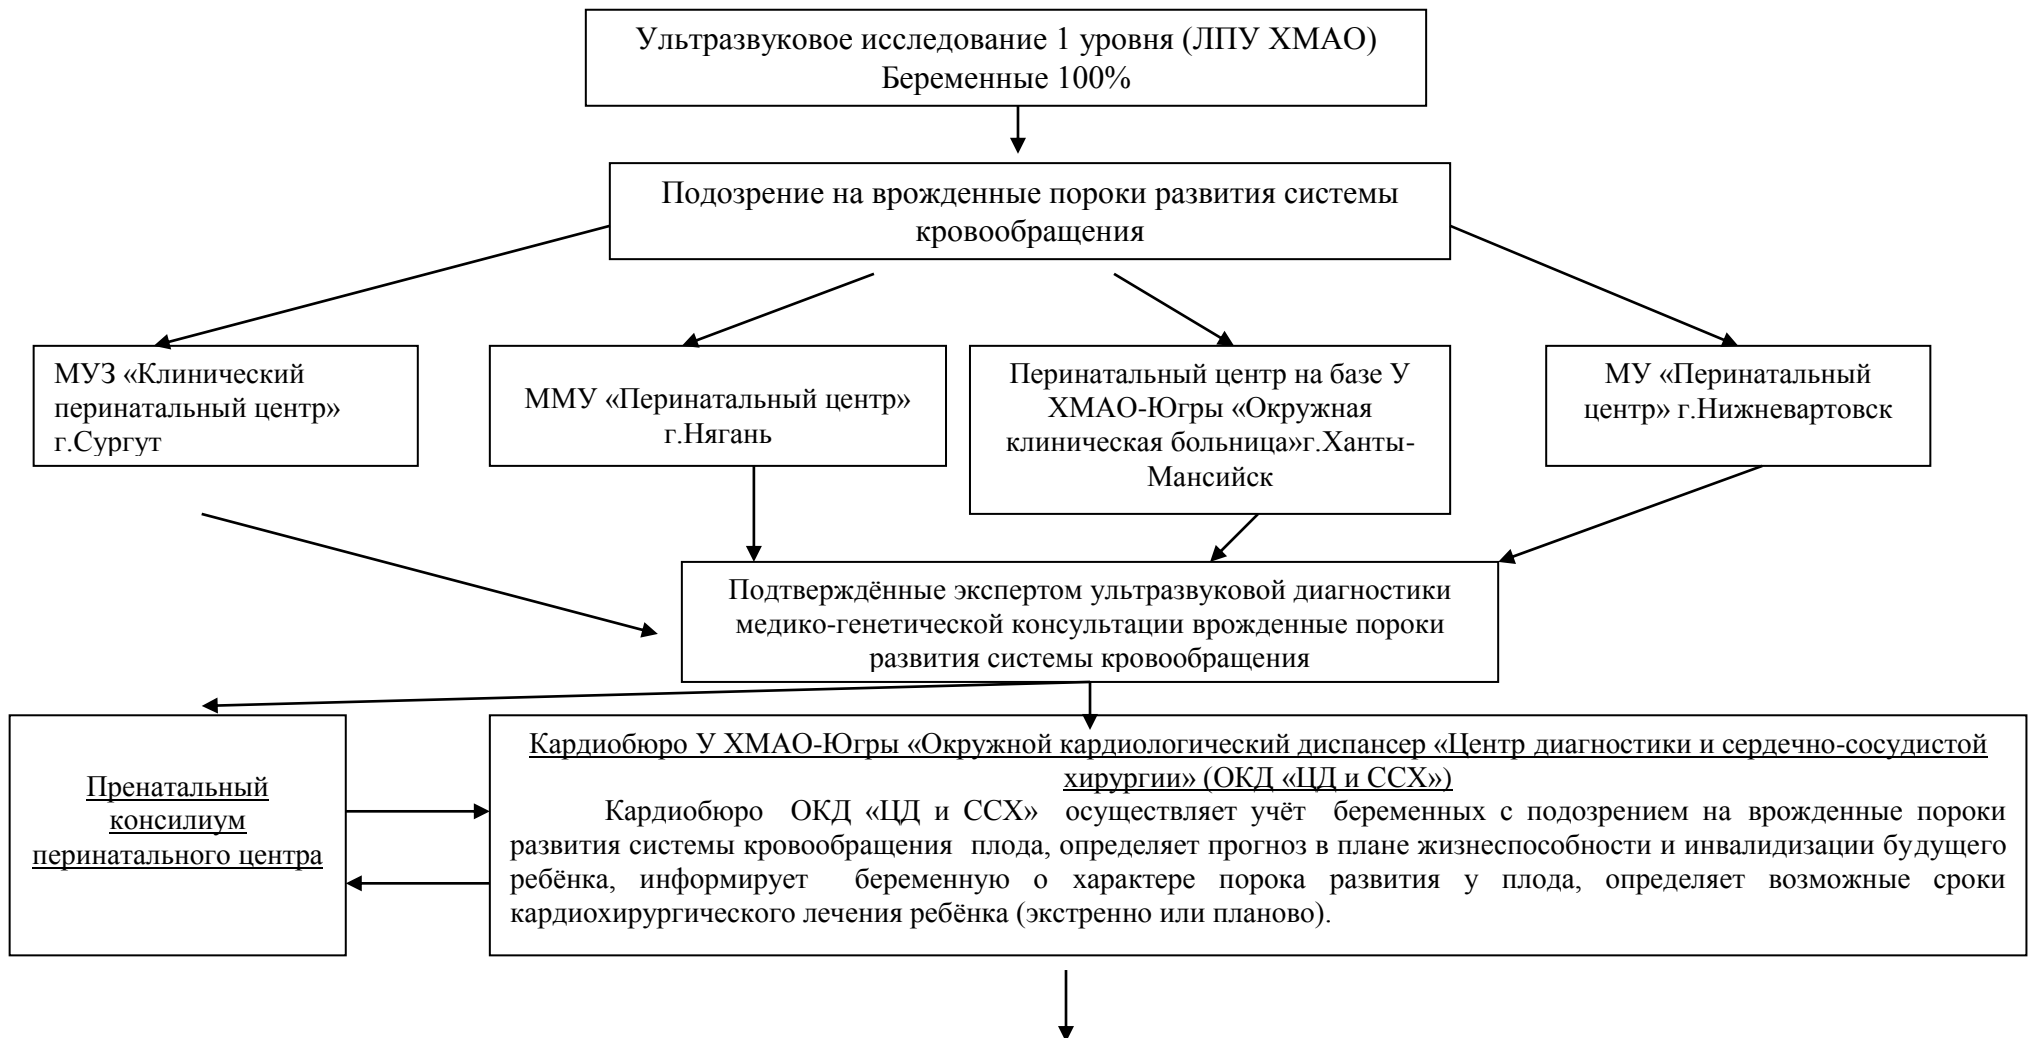 Ультразвуковое исследование 1 уровня (ЛПУ ХМАО)
Беременные 100%
Подозрение на врожденные пороки развития системы
кровообращения
МУЗ «Клинический
перинатальный центр»
г.Сургут
ММУ «Перинатальный центр»
г.Нягань
Перинатальный центр на базе У
ХМАО-Югры «Окружная
клиническая больница»г.Ханты-
Мансийск
МУ «Перинатальный
центр» г.Нижневартовск
Подтверждённые экспертом ультразвуковой диагностики
медико-генетической консультации врожденные пороки
развития системы кровообращения
Пренатальный
консилиум
перинатального центра
Кардиобюро У ХМАО-Югры «Окружной кардиологический диспансер «Центр диагностики и сердечно-сосудистой
хирургии» (ОКД «ЦД и ССХ»)
Кардиобюро ОКД «ЦД и ССХ» осуществляет учёт беременных с подозрением на врожденные пороки
развития системы кровообращения плода, определяет прогноз в плане жизнеспособности и инвалидизации будущего
ребёнка, информирует беременную о характере порока развития у плода, определяет возможные сроки
кардиохирургического лечения ребёнка (экстренно или планово).